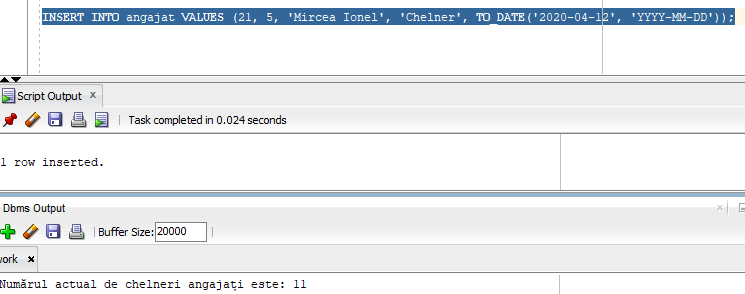 INSERT INTO angajat VALUES (21, 5, 'Mircea Ionel', 'Chelner', TO_DATE('2020-04-12', 'YYYY-MM-DD'));
Script Output x
Task completed in 0.024 seconds
1 row inserted.
Dbms Output
Buffer Size: 20000
work x
Numărul actual de chelneri angajați este: 11